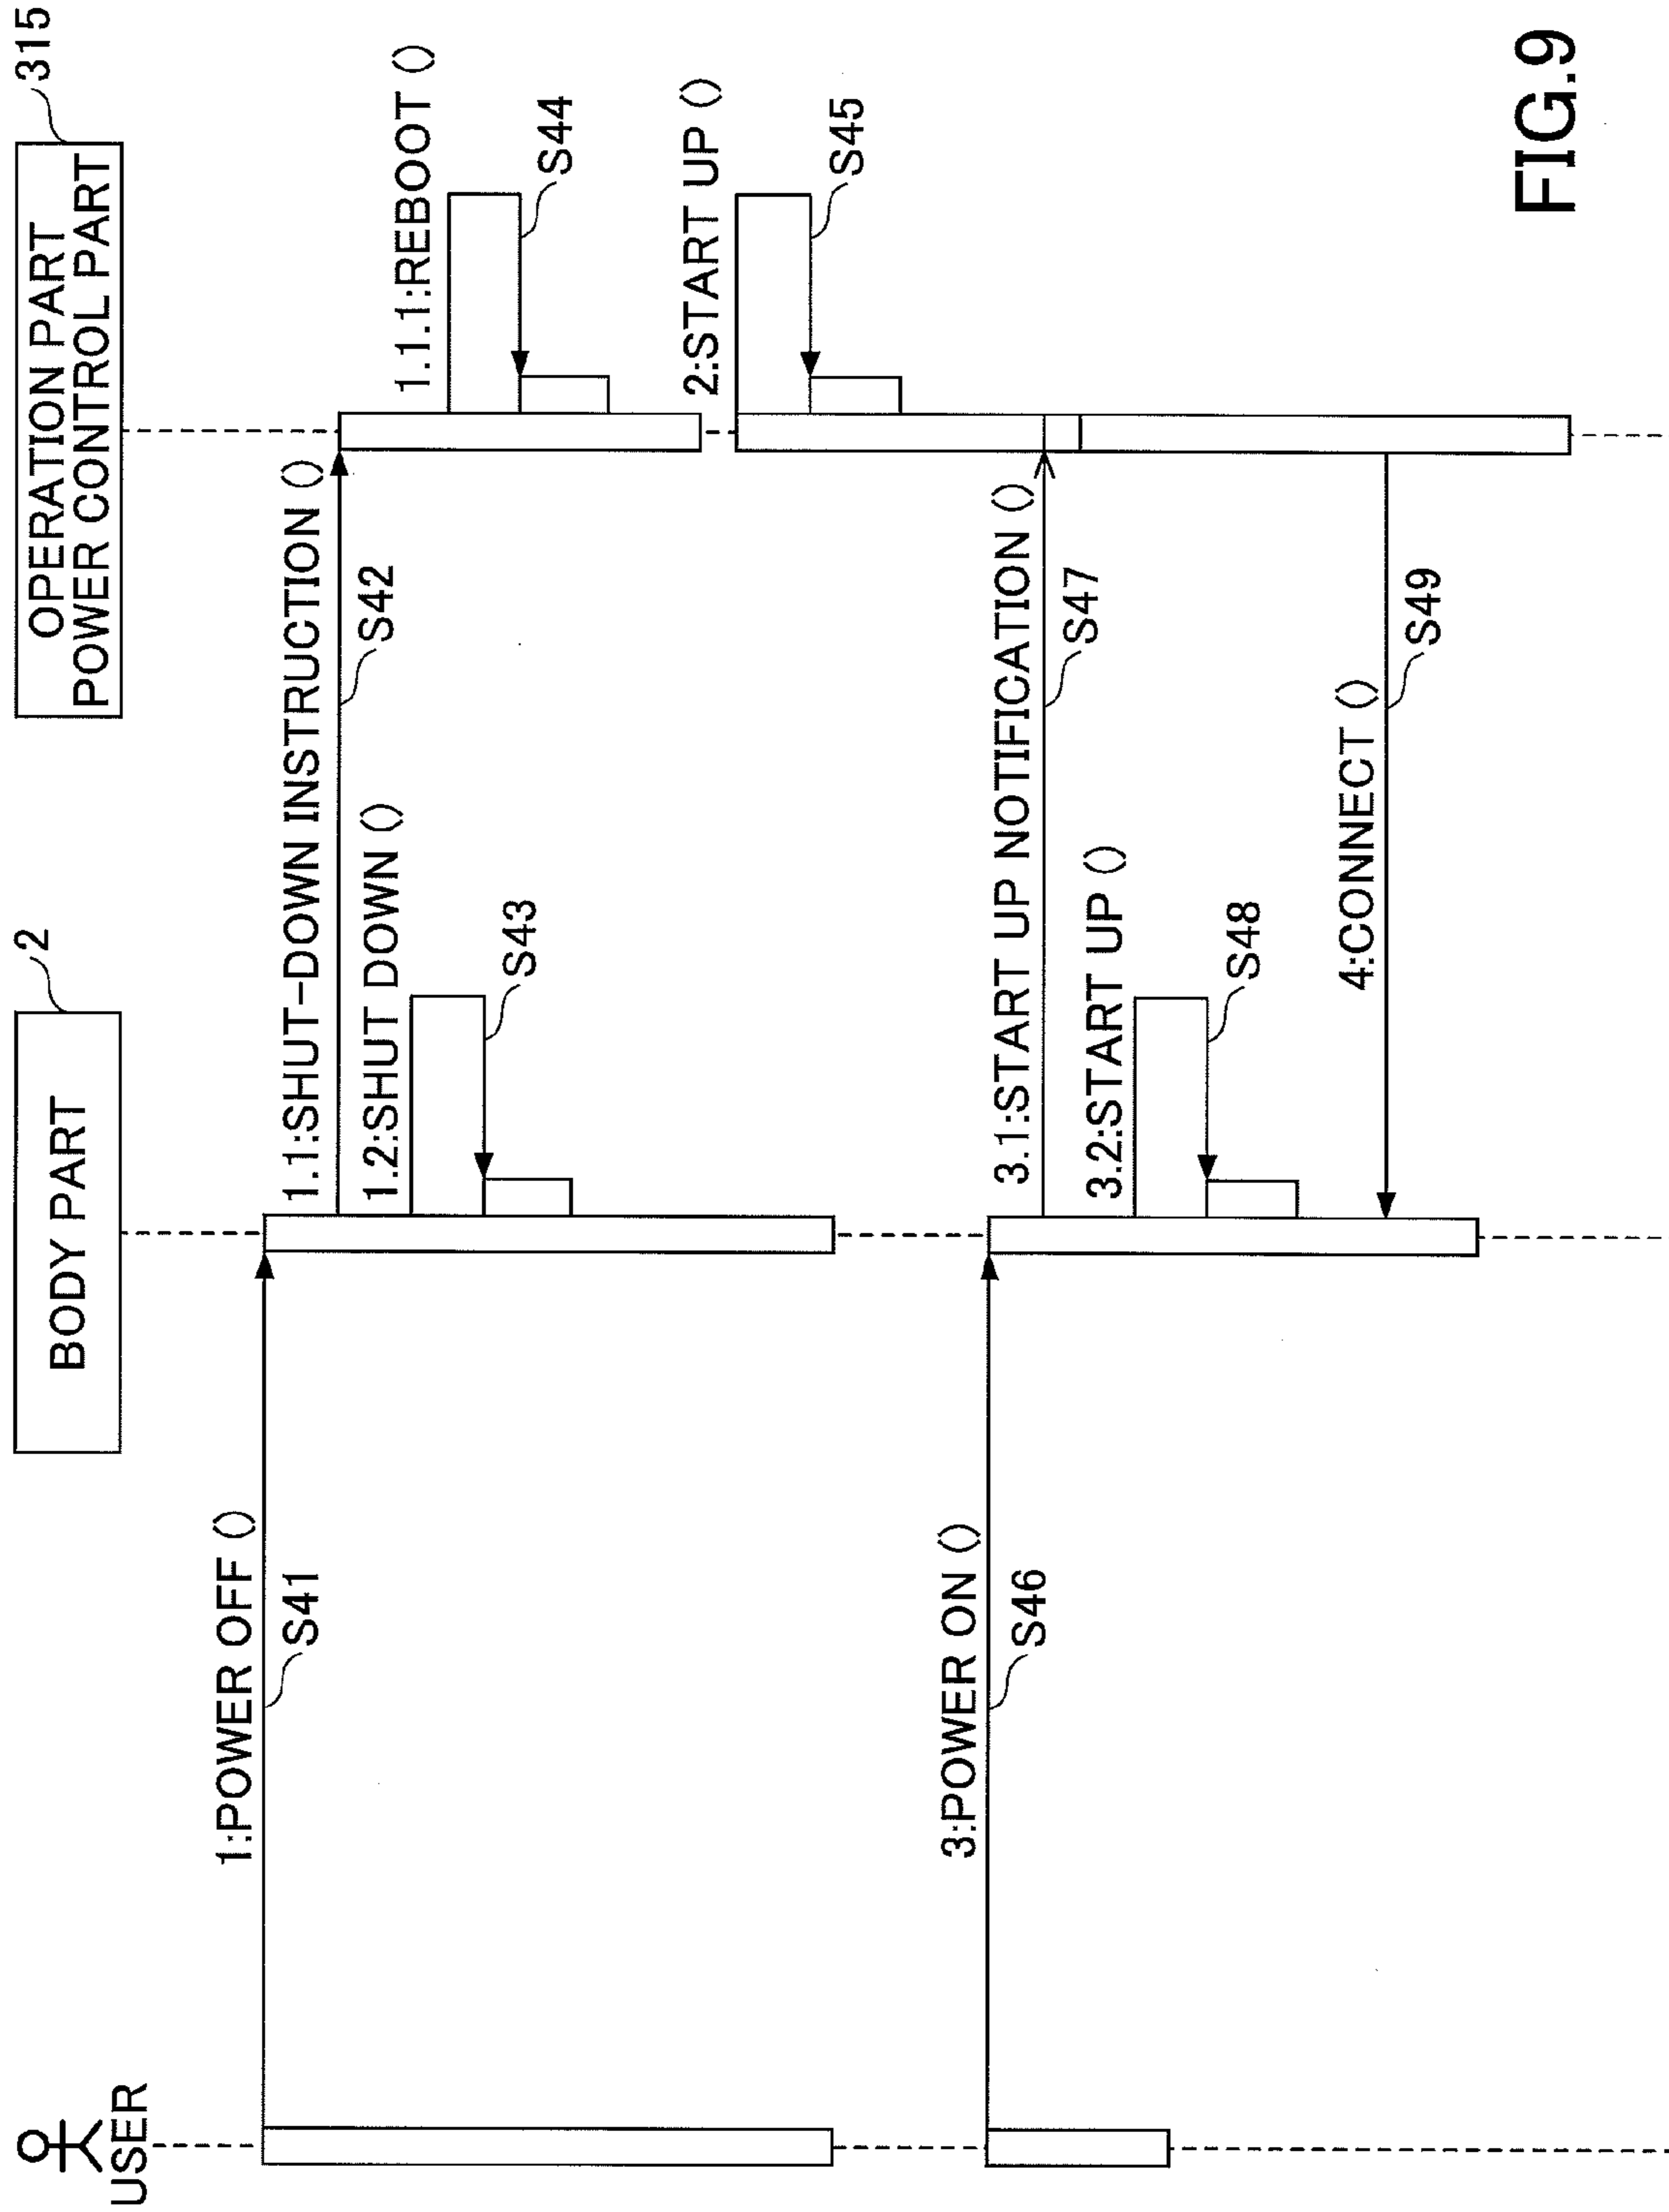 USER
BODY PART
2
OPERATION PART
POWER CONTROL PART
315
1:POWER OFF ()
S41
1.1:SHUT-DOWN INSTRUCTION ()
S42
1.2:SHUT DOWN ()
S43
1.1.1:REBOOT ()
S44
2:START UP ()
S45
3:POWER ON ()
S46
3.1:START UP NOTIFICATION ()
S47
3.2:START UP ()
S48
4:CONNECT ()
S49
FIG.9